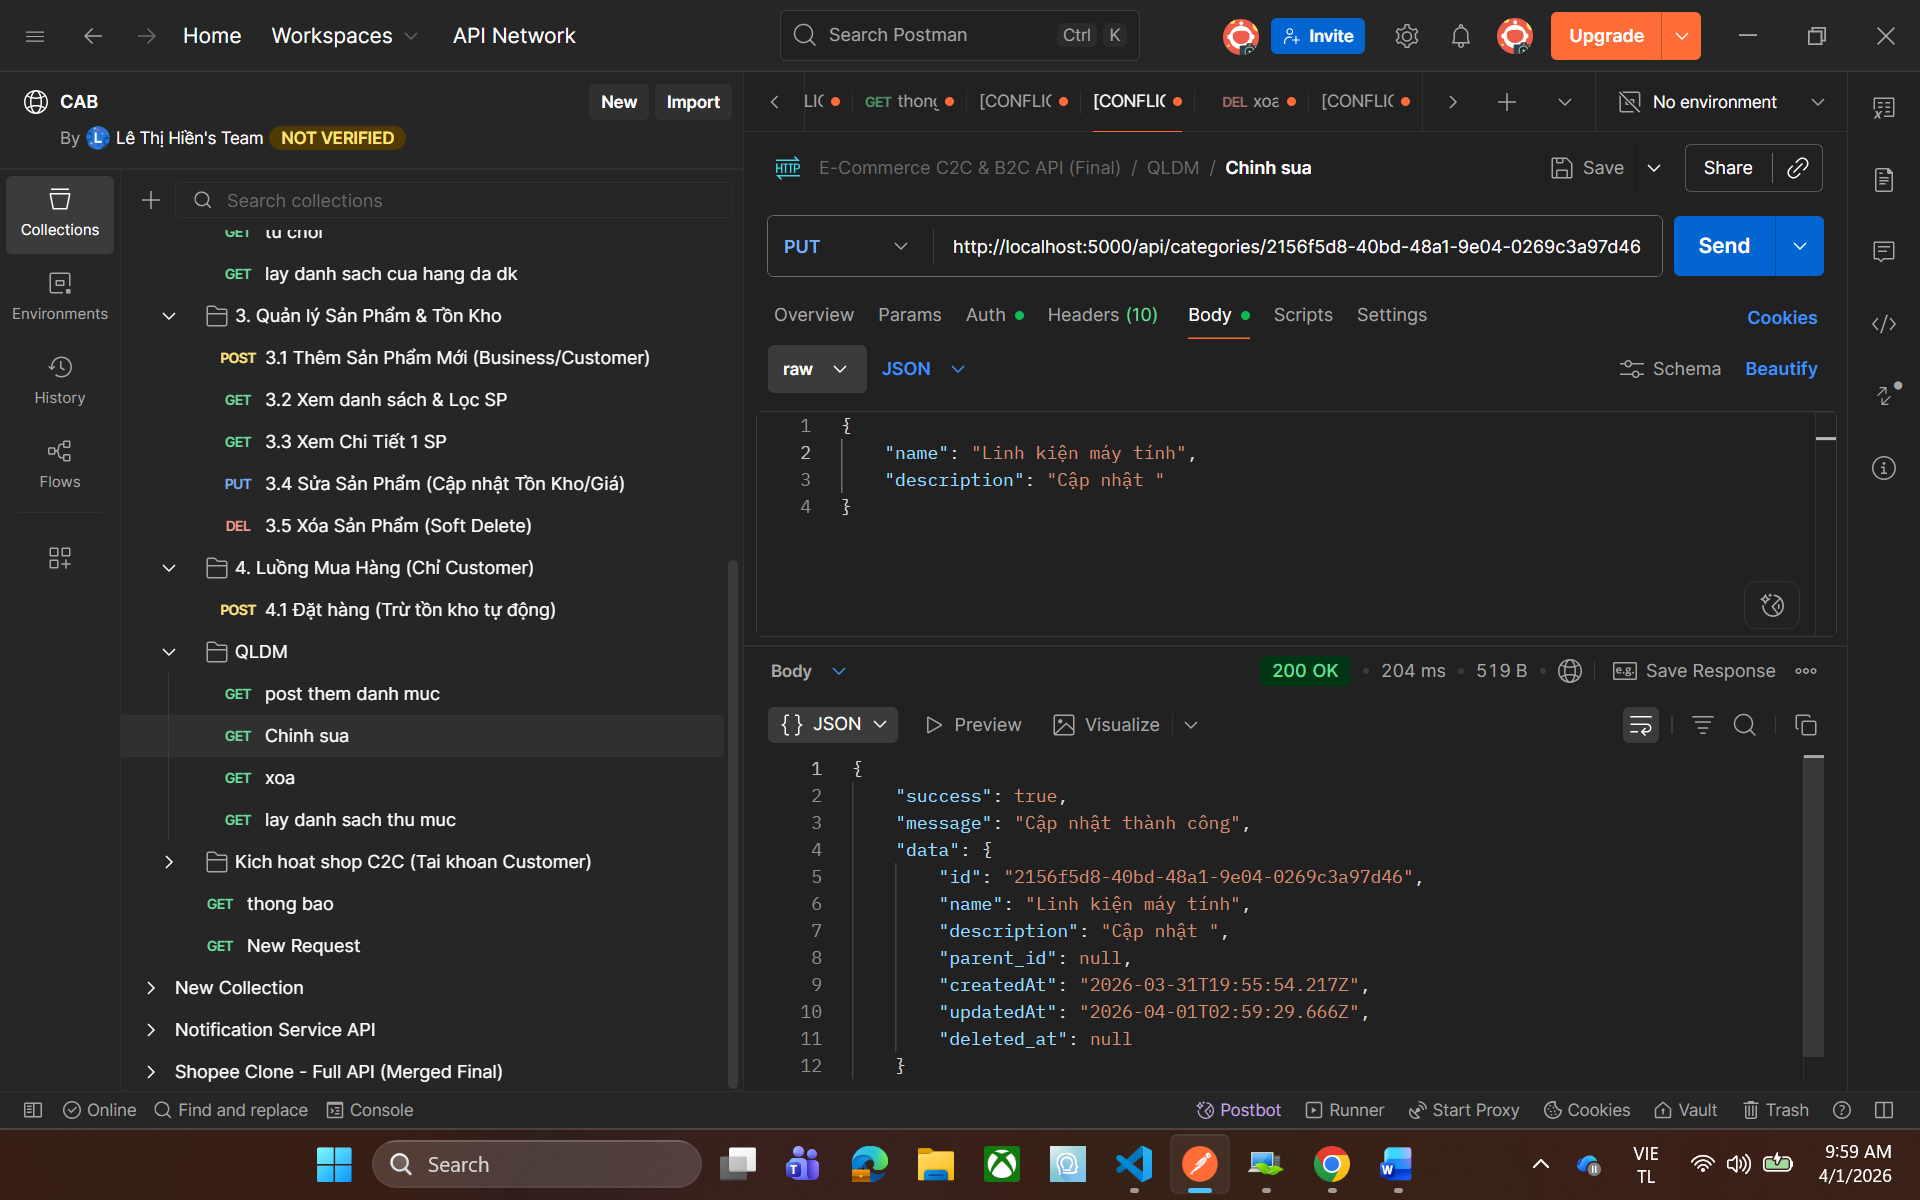 Home
Workspaces
API Network
Search Postman
Ctrl
K
Invite
Upgrade
CAB
New
Import
By L Lê Thị Hiền's Team NOT VERIFIED
GET thong
[CONFLIC
[CONFLIC
DEL xoa
[CONFLIC
No environment
HTTP
E-Commerce C2C & B2C API (Final) / QLDM / Chinh sua
Save
Share
Collections
Environments
History
Flows
Search collections
GET tu choi
GET lay danh sach cua hang da dk
3. Quản lý Sản Phẩm & Tồn Kho
POST 3.1 Thêm Sản Phẩm Mới (Business/Customer)
GET 3.2 Xem danh sách & Lọc SP
GET 3.3 Xem Chi Tiết 1 SP
PUT 3.4 Sửa Sản Phẩm (Cập nhật Tồn Kho/Giá)
DEL 3.5 Xóa Sản Phẩm (Soft Delete)
4. Luồng Mua Hàng (Chỉ Customer)
POST 4.1 Đặt hàng (Trừ tồn kho tự động)
QLDM
GET post them danh muc
GET Chinh sua
GET xoa
GET lay danh sach thu muc
Kich hoat shop C2C (Tai khoan Customer)
GET thong bao
GET New Request
New Collection
Notification Service API
Shopee Clone - Full API (Merged Final)
PUT
http://localhost:5000/api/categories/2156f5d8-40bd-48a1-9e04-0269c3a97d46
Send
Overview
Params
Auth
Headers (10)
Body
Scripts
Settings
Cookies
raw
JSON
Schema
Beautify
1 {
2 "name": "Linh kiện máy tính",
3 "description": "Cập nhật "
4 }
Body
200 OK
204 ms
519 B
e.g. Save Response
{} JSON
Preview
Visualize
1 {
2 "success": true,
3 "message": "Cập nhật thành công",
4 "data": {
5 "id": "2156f5d8-40bd-48a1-9e04-0269c3a97d46",
6 "name": "Linh kiện máy tính",
7 "description": "Cập nhật ",
8 "parent_id": null,
9 "createdAt": "2026-03-31T19:55:54.217Z",
10 "updatedAt": "2026-04-01T02:59:29.666Z",
11 "deleted_at": null
12 }
Online
Find and replace
Console
Postbot
Runner
Start Proxy
Cookies
Vault
Trash
Search
VIE
TL
9:59 AM
4/1/2026